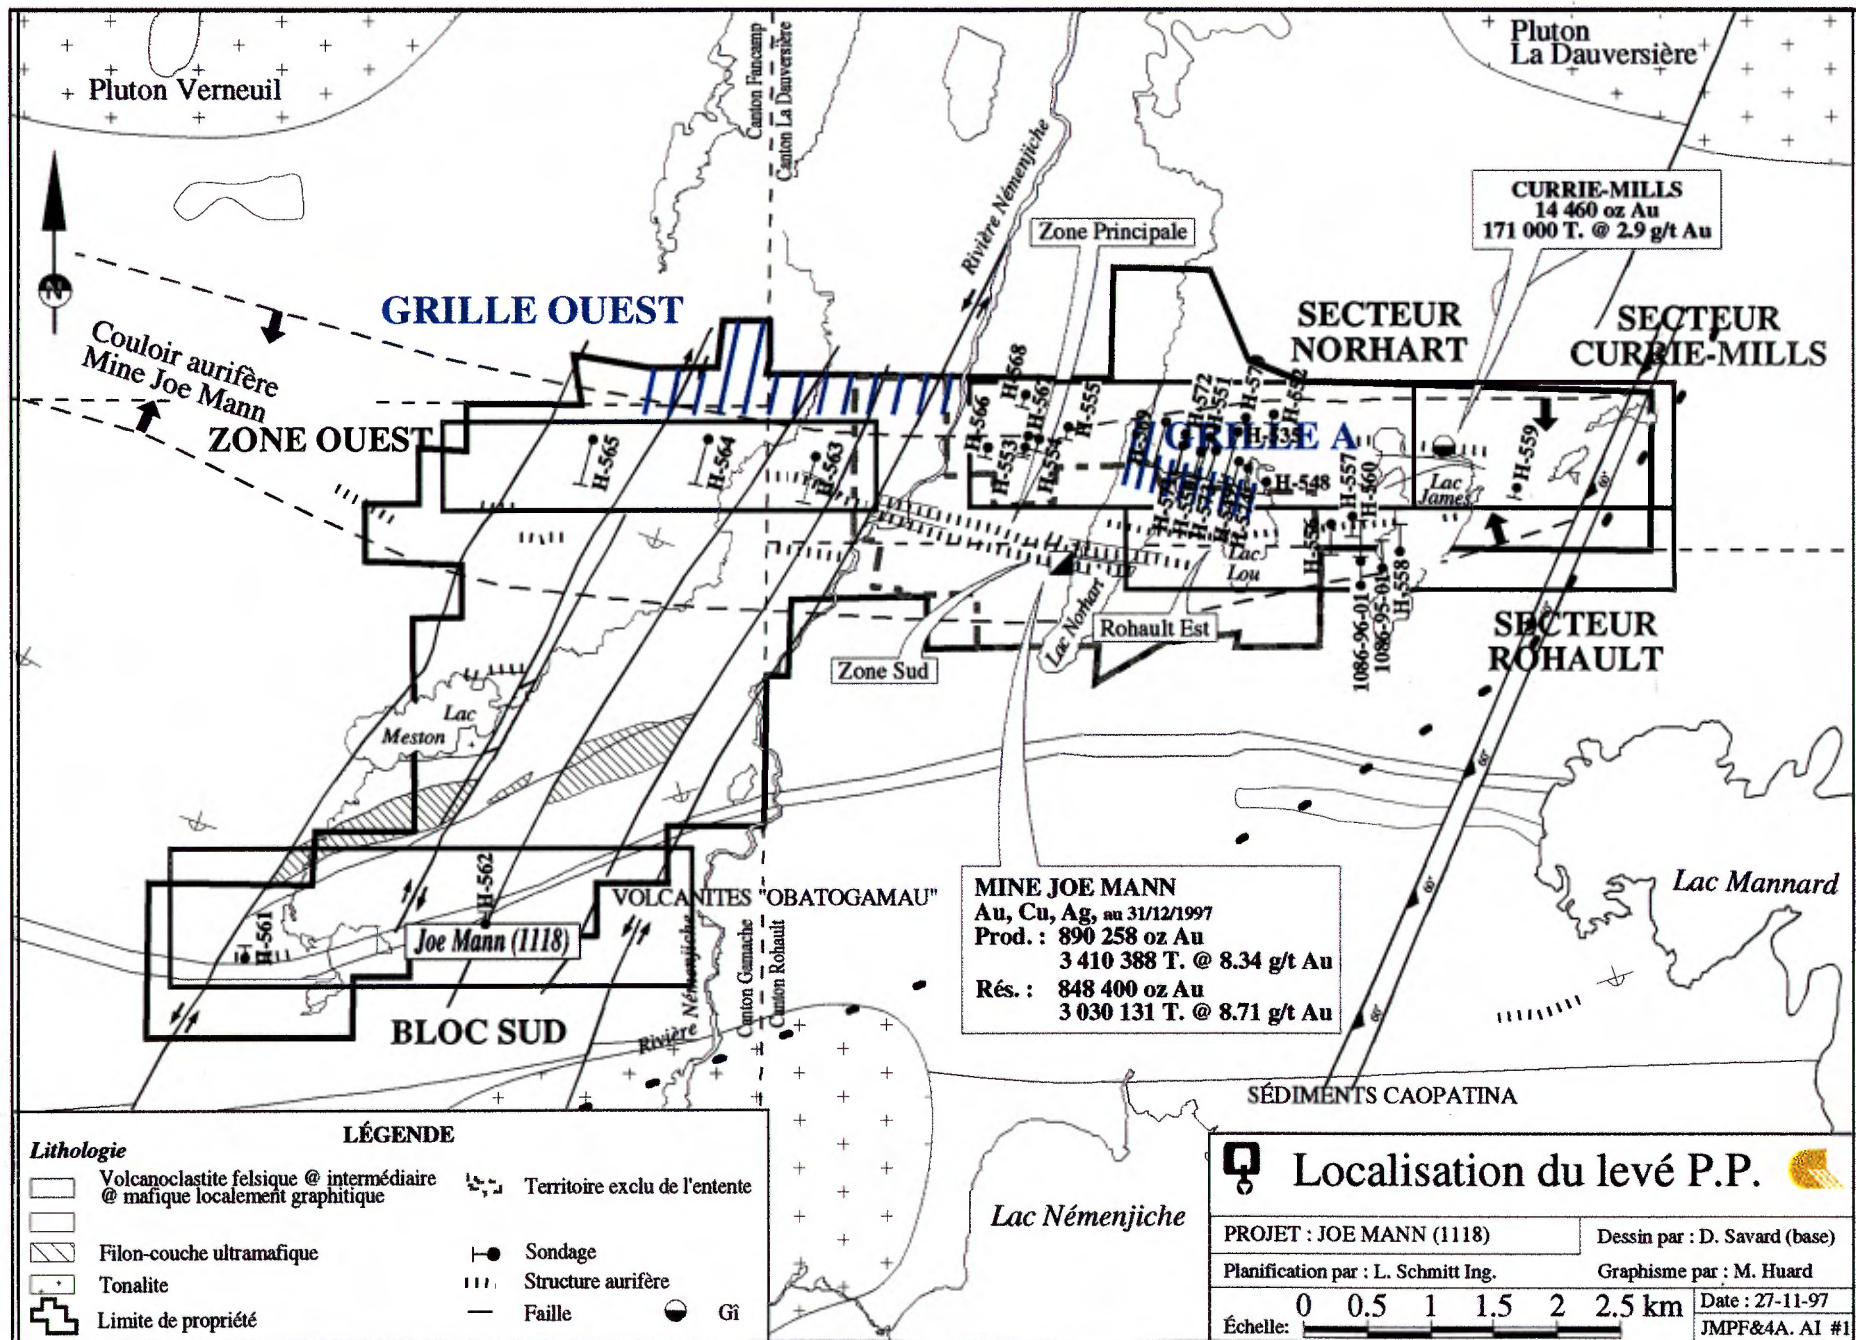 Pluton Verneuil
Canton Fancamp
Canton La Dauversière
Pluton
La Dauversière
Rivière Némenjiche
Zone Principale
CURRIE-MILLS
14 460 oz Au
171 000 T. @ 2.9 g/t Au
N
GRILLE OUEST
Couloir aurifère
Mine Joe Mann
ZONE OUEST
SECTEUR
NORHART
SECTEUR
CURRIE-MILLS
GRILLE A
H-565
H-564
H-563
H-566
H-568
H-553
H-554
H-555
H-569
H-572
H-551
H-552
H-535
H-548
H-556
H-557
H-560
H-558
H-559
1086-96-01
1086-95-01
Lac
James
Lac
Lou
Lac Norhart
Rohault Est
Zone Sud
SECTEUR
ROHAULT
60°
60°
60°
60°
Lac
Meston
H-562
H-561
Joe Mann (1118)
VOLCANITES "OBATOGAMAU"
Rivière Némenjiche
Canton Gamache
Canton Rohault
BLOC SUD
MINE JOE MANN
Au, Cu, Ag, au 31/12/1997
Prod. : 890 258 oz Au
3 410 388 T. @ 8.34 g/t Au
Rés. : 848 400 oz Au
3 030 131 T. @ 8.71 g/t Au
Lac Mannard
SÉDIMENTS CAOPATINA
Lac Némenjiche
LÉGENDE
Lithologie
Volcanoclastite felsique @ intermédiaire
@ mafique localement graphitique
Filon-couche ultramafique
Tonalite
Limite de propriété
Territoire exclu de l'entente
Sondage
Structure aurifère
Faille
Gî
Localisation du levé P.P.
PROJET : JOE MANN (1118)
Dessin par : D. Savard (base)
Planification par : L. Schmitt Ing.
Graphisme par : M. Huard
Échelle: 0 0.5 1 1.5 2 2.5 km
Date : 27-11-97
JMPF&4A. AI #1